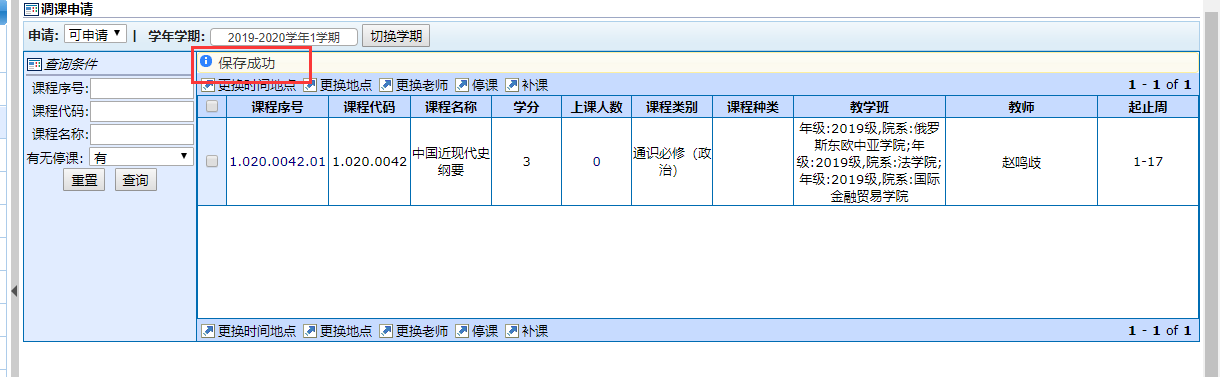 调课申请
申请: 可申请 | 学年学期: 2019-2020学年1学期 切换学期
查询条件
课程序号:
课程代码:
课程名称:
有无停课: 有
重置 查询
保存成功
更换时间地点 更换地点 更换老师 停课 补课 1 - 1 of 1
课程序号 课程代码 课程名称 学分 上课人数 课程类别 课程种类 教学班 教师 起止周
1.020.0042.01 1.020.0042 中国近现代史
纲要
3 0 通识必修（政
治）
年级:2019级,院系:俄罗
斯东欧中亚学院;年
级:2019级,院系:法学院;
年级:2019级,院系:国际
金融贸易学院
赵鸣歧 1-17
更换时间地点 更换地点 更换老师 停课 补课 1 - 1 of 1